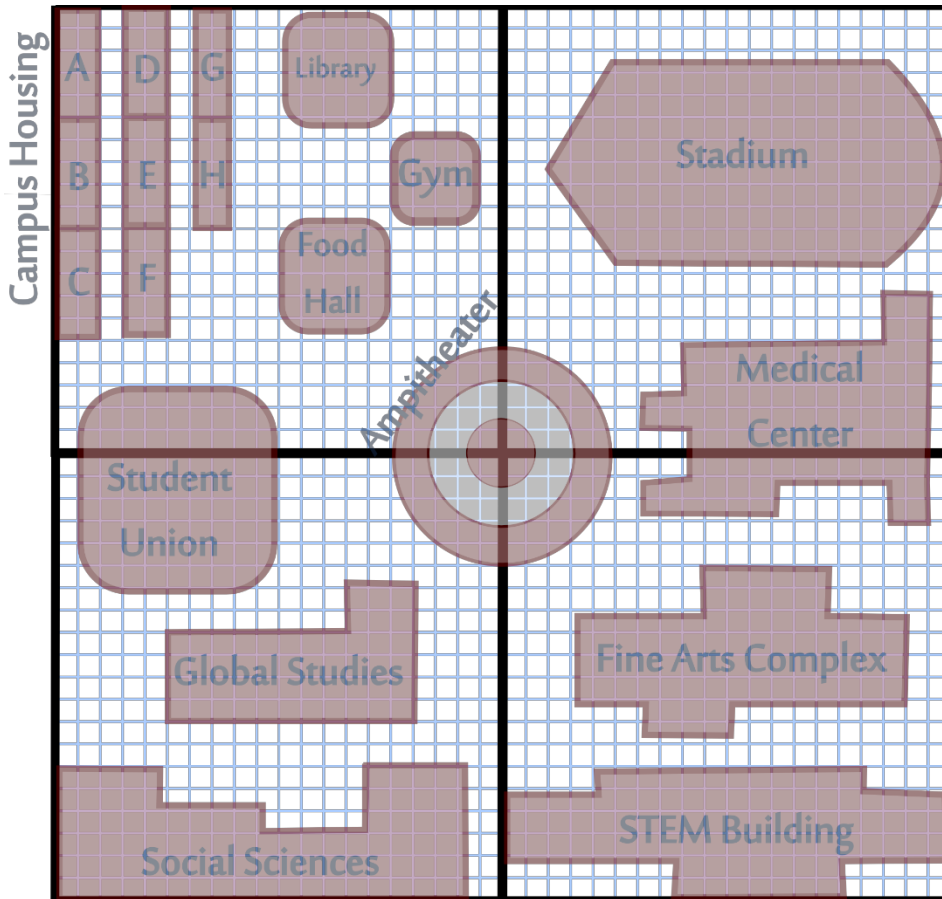 Campus Housing
A
D
G
Library
Stadium
B
E
H
Gym
C
F
Food
Hall
Ampitheater
Medical
Center
Student
Union
Global Studies
Fine Arts Complex
STEM Building
Social Sciences